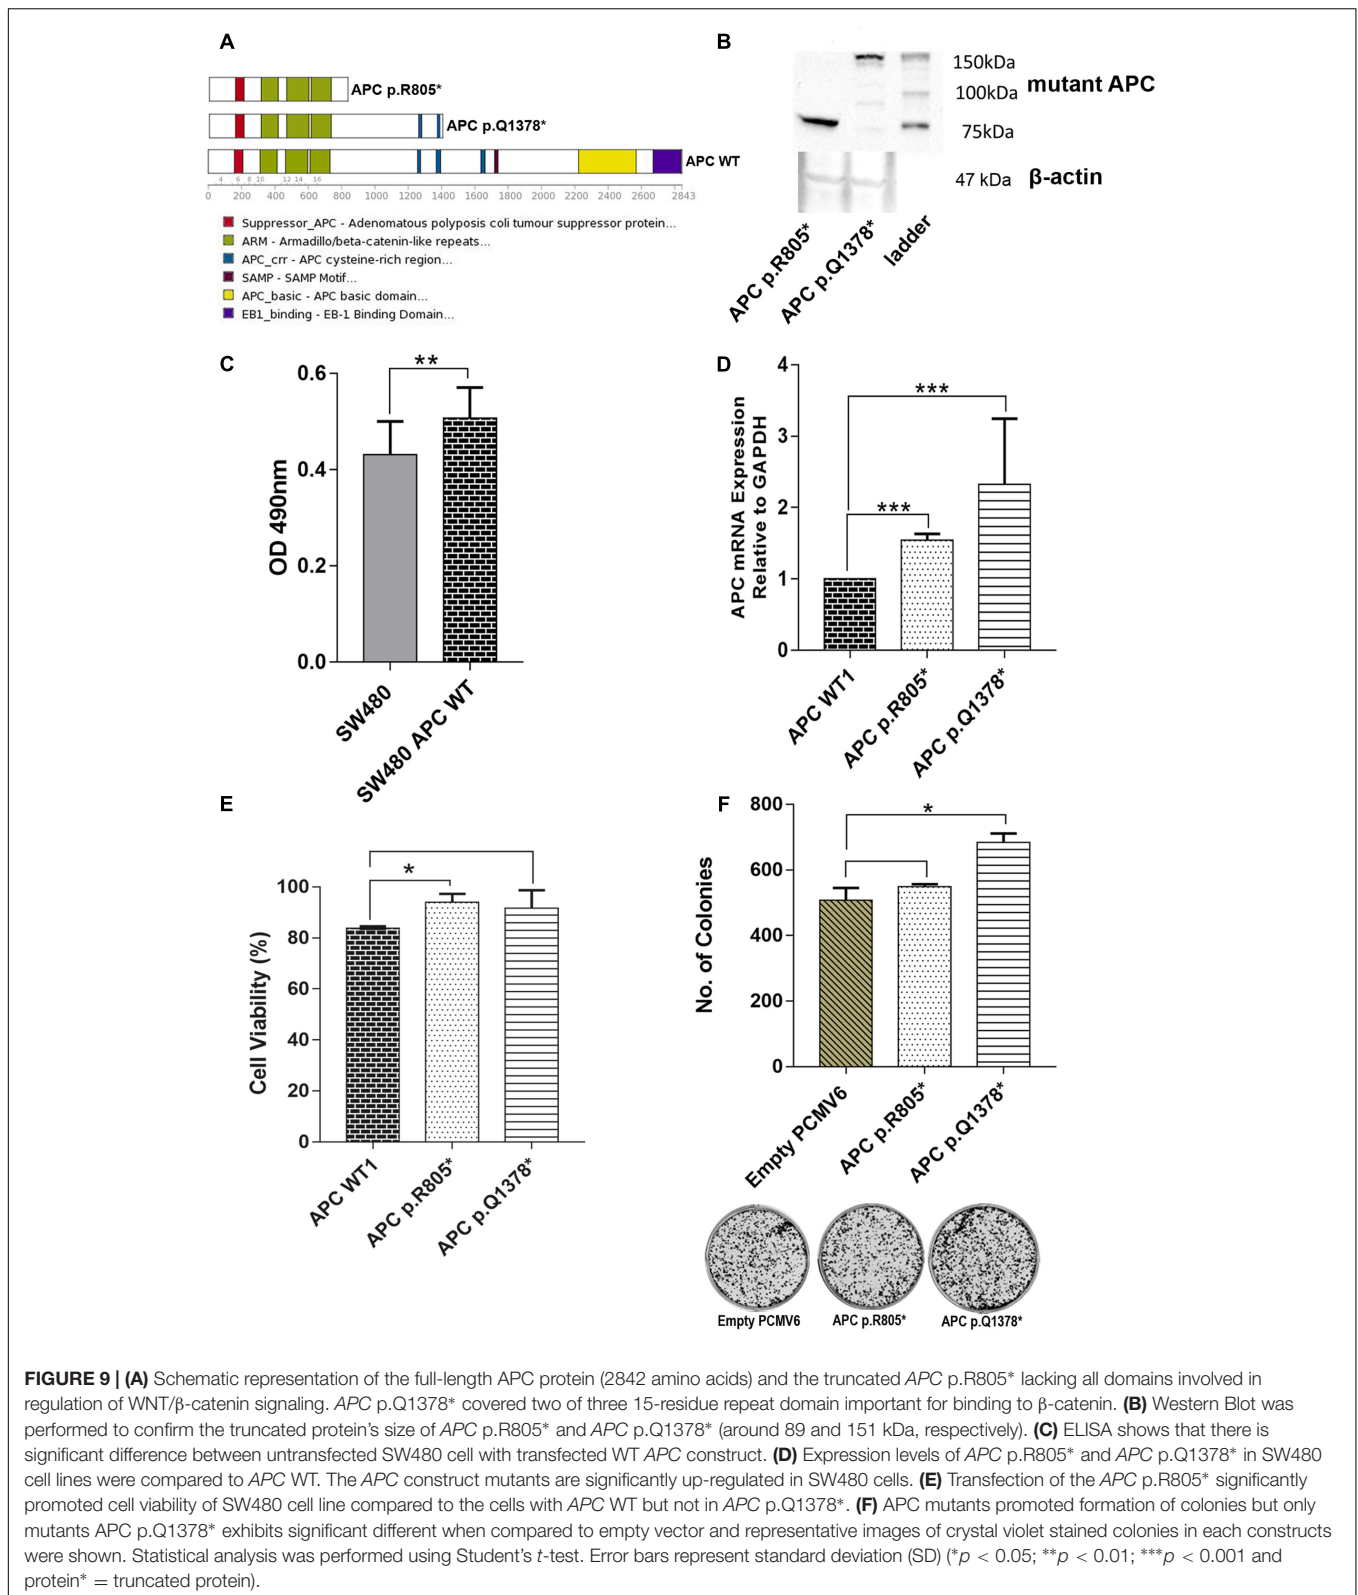 (A)
APC p.R805*
APC p.Q1378*
APC WT
4 6 8 10 12 14 16
0 200 400 600 800 1000 1200 1400 1600 1800 2000 2200 2400 2600 2843
Suppressor_APC - Adenomatous polyposis coli tumour suppressor protein...
ARM - Armadillo/beta-catenin-like repeats...
APC_crr - APC cysteine-rich region...
SAMP - SAMP Motif...
APC_basic - APC basic domain...
EB1_binding - EB-1 Binding Domain...
B
150kDa
100kDa
mutant APC
75kDa
47 kDa β-actin
APC p.R805*
APC p.Q1378*
ladder
C
OD 490nm
0.6
0.4
0.2
0.0
**
SW480
SW480 APC WT
D
APC mRNA Expression
Relative to GAPDH
4
3
2
1
0
***
***
APC WT1
APC p.R805*
APC p.Q1378*
E
Cell Viability (%)
100
80
60
40
20
0
*
APC WT1
APC p.R805*
APC p.Q1378*
F
No. of Colonies
800
600
400
200
0
*
Empty PCMV6
APC p.R805*
APC p.Q1378*
Empty PCMV6 APC p.R805* APC p.Q1378*
FIGURE 9 | (A) Schematic representation of the full-length APC protein (2842 amino acids) and the truncated APC p.R805* lacking all domains involved in
regulation of WNT/β-catenin signaling. APC p.Q1378* covered two of three 15-residue repeat domain important for binding to β-catenin. (B) Western Blot was
performed to confirm the truncated protein's size of APC p.R805* and APC p.Q1378* (around 89 and 151 kDa, respectively). (C) ELISA shows that there is
significant difference between untransfected SW480 cell with transfected WT APC construct. (D) Expression levels of APC p.R805* and APC p.Q1378* in SW480
cell lines were compared to APC WT. The APC construct mutants are significantly up-regulated in SW480 cells. (E) Transfection of the APC p.R805* significantly
promoted cell viability of SW480 cell line compared to the cells with APC WT but not in APC p.Q1378*. (F) APC mutants promoted formation of colonies but only
mutants APC p.Q1378* exhibits significant different when compared to empty vector and representative images of crystal violet stained colonies in each constructs
were shown. Statistical analysis was performed using Student's t-test. Error bars represent standard deviation (SD) (*p < 0.05; **p < 0.01; ***p < 0.001 and
protein* = truncated protein).